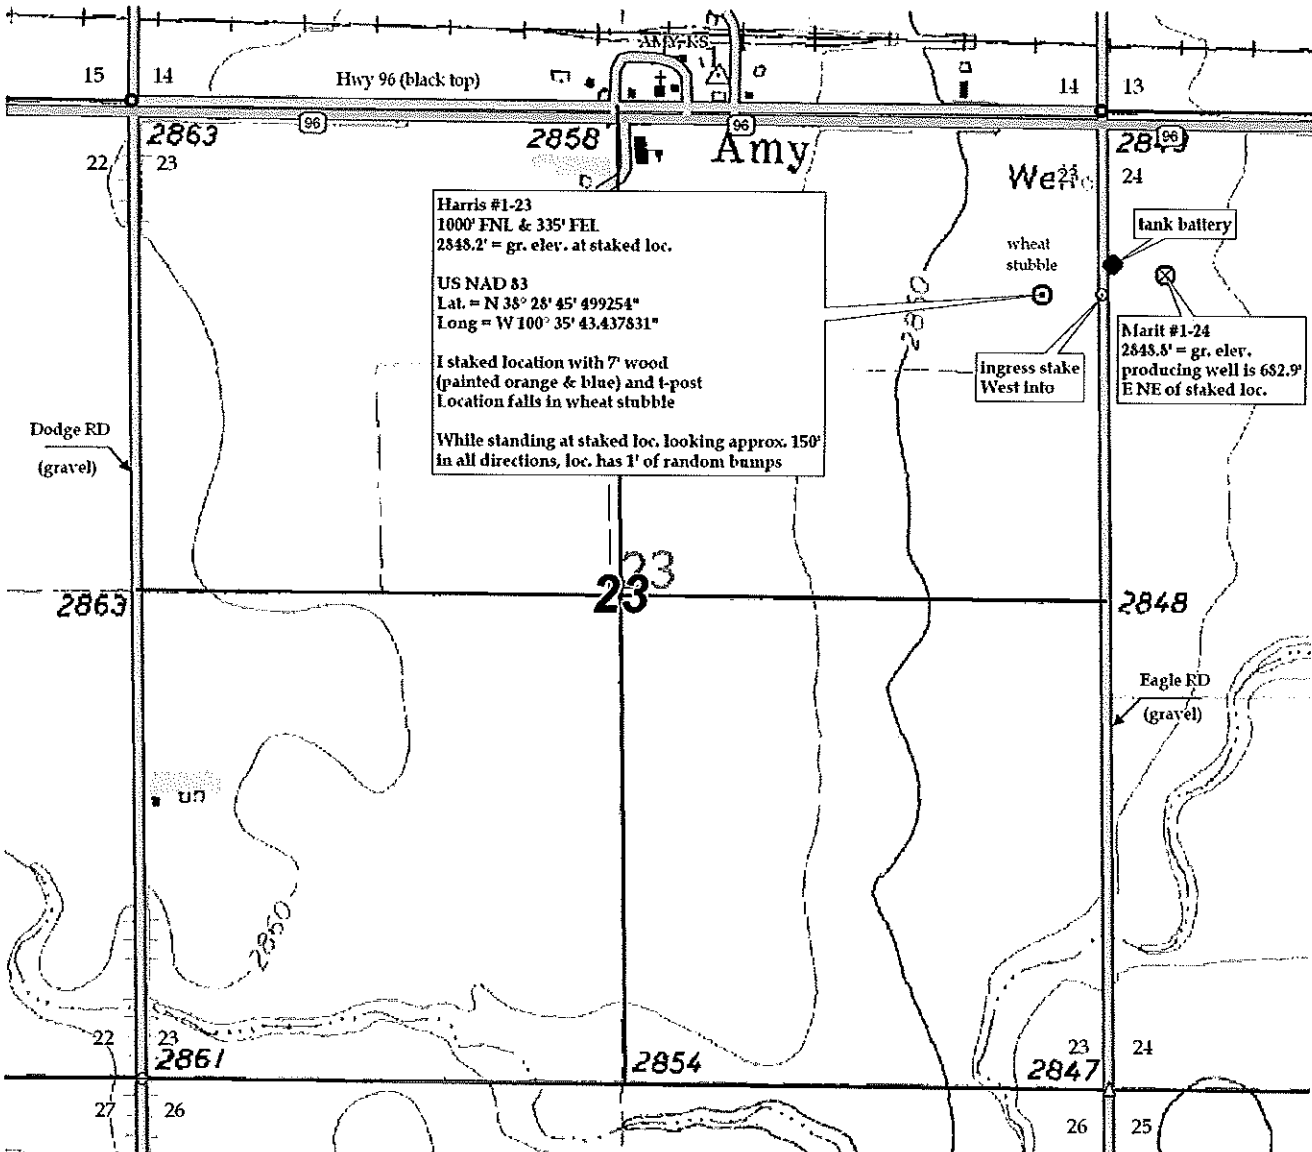 AMY, KS
15 14
Hwy 96 (black top)
14 13
96
96
96
2863
2858
Amy
22 23
24
Harris #1-23
1000' FNL & 335' FEL
2848.2' = gr. elev. at staked loc.
US NAD 83
Lat. = N 38° 28' 45' 499254"
Long = W 100° 35' 43.437831"
I staked location with 7' wood
(painted orange & blue) and t-post
Location falls in wheat stubble
While standing at staked loc. looking approx. 150'
in all directions, loc. has 1' of random bumps
tank battery
wheat
stubble
2850
Marit #1-24
2848.8' = gr. elev.
producing well is 682.9'
E NE of staked loc.
ingress stake
West into
Dodge RD
(gravel)
23
23
2863
2848
Eagle RD
(gravel)
2860
22 23
2861
2854
23 24
2847
27 26
26 25